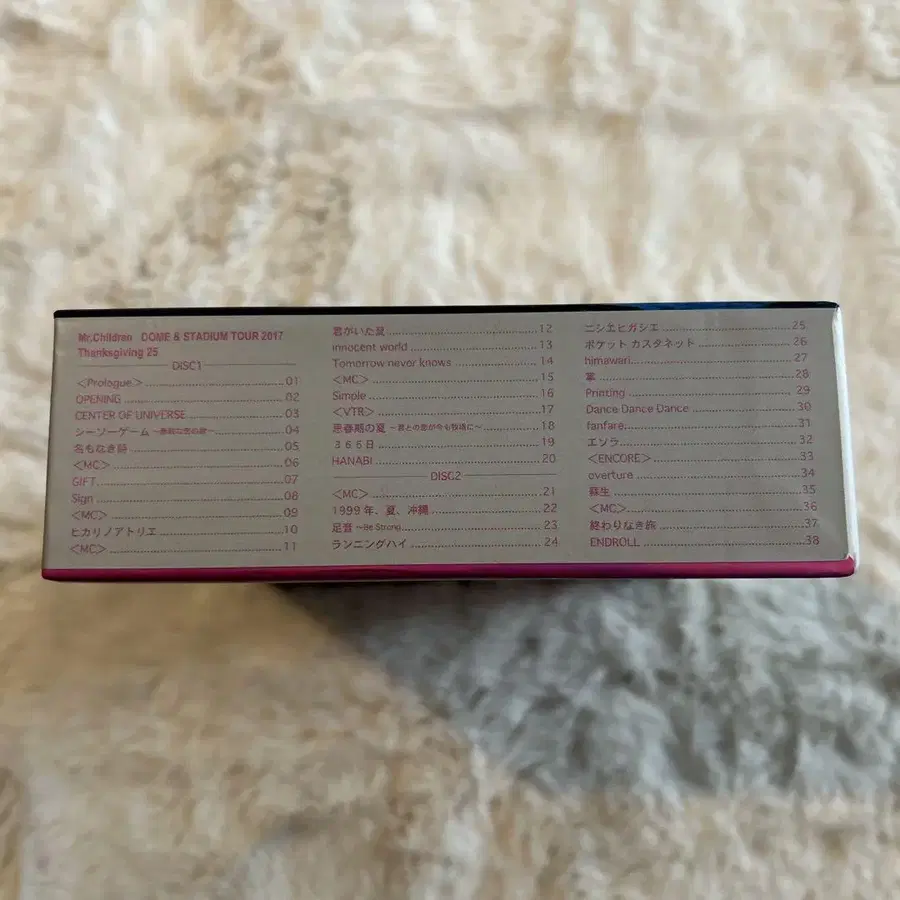 Mr.Children DOME & STADIUM TOUR 2017
Thanksgiving 25
DISC1
<Prologue> 01
OPENING 02
CENTER OF UNIVERSE 03
シーソーゲーム ～勇敢な恋の歌～ 04
名もなき詩 05
<MC> 06
GIFT 07
Sign 08
<MC> 09
ヒカリノアトリエ 10
<MC> 11
君がいた夏 12
innocent world 13
Tomorrow never knows 14
<MC> 15
Simple 16
<VTR> 17
思春期の夏 ～君との恋が今も牧場に～ 18
３６５日 19
HANABI 20
DISC2
<MC> 21
1999年、夏、沖縄 22
足音 ～Be Strong 23
ランニングハイ 24
ニシエヒガシエ 25
ポケット カスタネット 26
himawari 27
掌 28
Printing 29
Dance Dance Dance 30
fanfare 31
エソラ 32
<ENCORE> 33
overture 34
蘇生 35
<MC> 36
終わりなき旅 37
ENDROLL 38